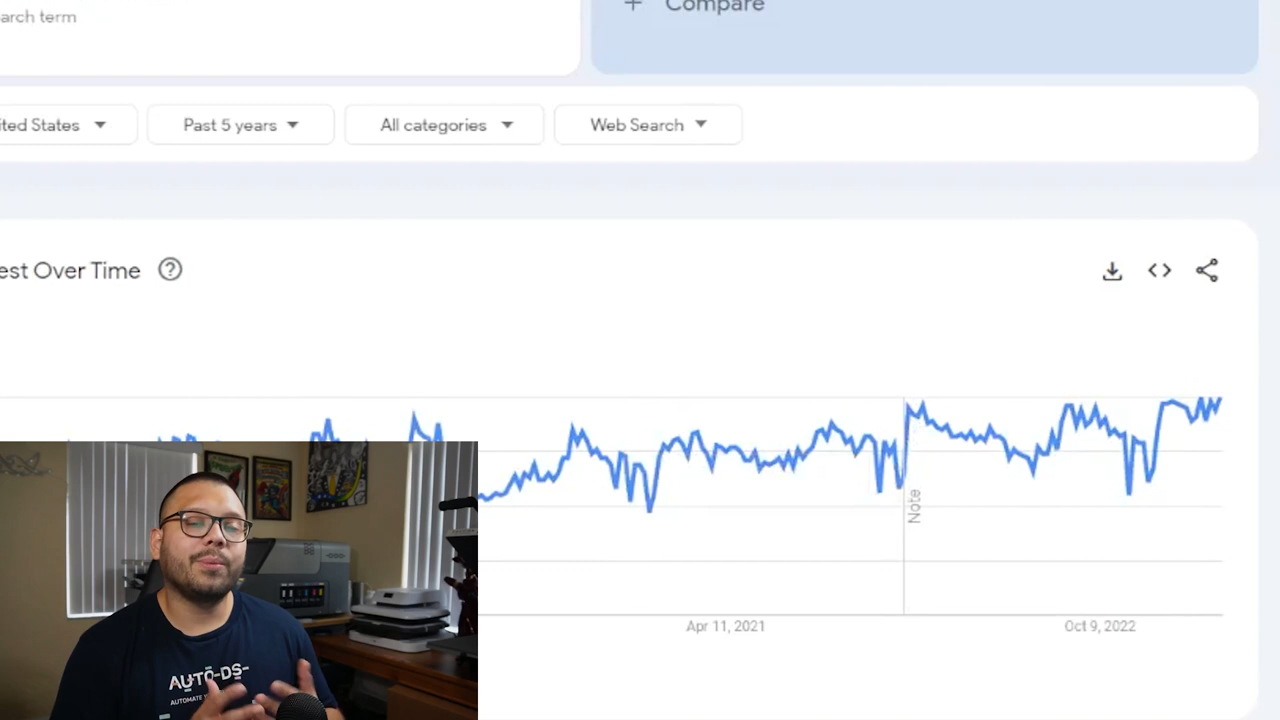 arch term
+ Compare
ited States
Past 5 years
All categories
Web Search
est Over Time
Note
Apr 11, 2021
Oct 9, 2022
AUTO-DS
AUTOMATE